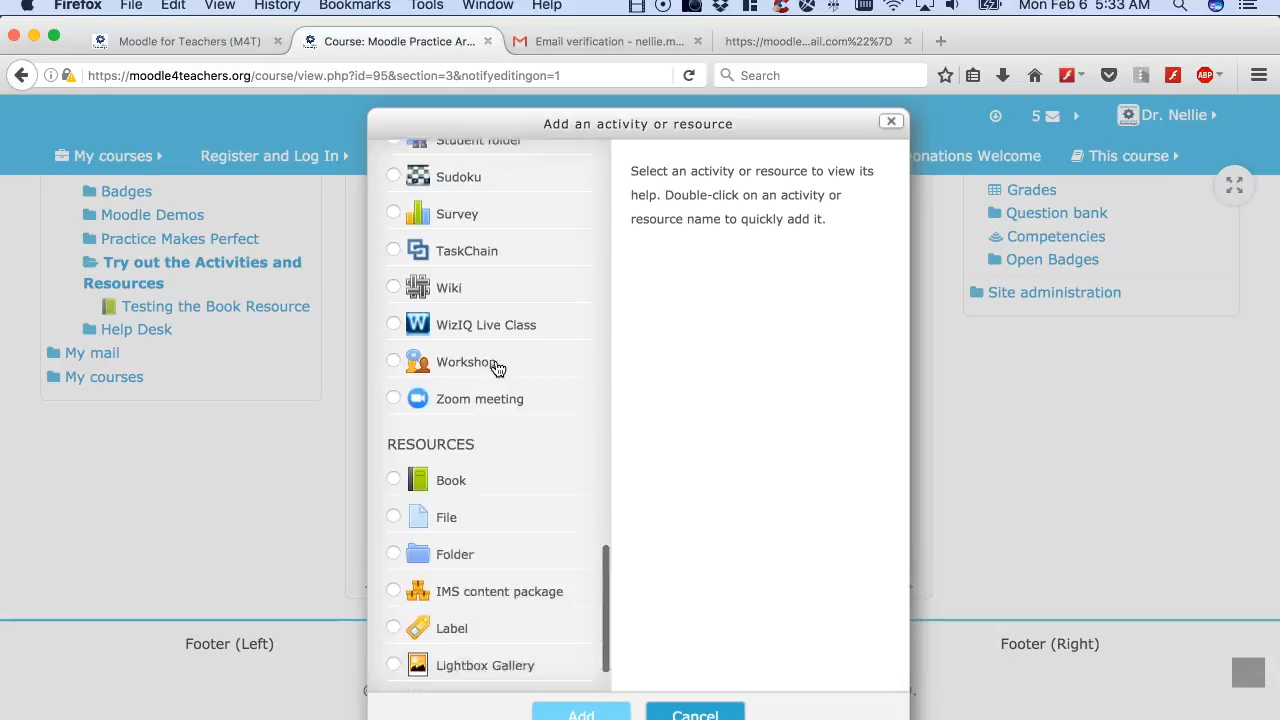 Firefox File Edit View History Bookmarks Tools Window Help Mon Feb 6 5:33 AM
Moodle for Teachers (M4T) Course: Moodle Practice Ar... Email verification - nellie.m... https://moodle...ail.com%22%7D
https://moodle4teachers.org/course/view.php?id=95&section=3&notifyeditingon=1 Search ABP
Add an activity or resource
5 Dr. Nellie
My courses Register and Log In Donations Welcome This course
Badges
Moodle Demos
Practice Makes Perfect
Try out the Activities and
Resources
Testing the Book Resource
Help Desk
My mail
My courses
Student folder
Sudoku
Survey
TaskChain
Wiki
WizIQ Live Class
Workshop
Zoom meeting
RESOURCES
Book
File
Folder
IMS content package
Label
Lightbox Gallery
Select an activity or resource to view its
help. Double-click on an activity or
resource name to quickly add it.
Add Cancel
Grades
Question bank
Competencies
Open Badges
Site administration
Footer (Left) Footer (Right)